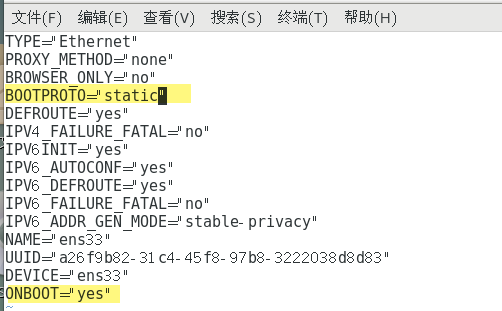 文件(F) 编辑(E) 查看(V) 搜索(S) 终端(T) 帮助(H)
TYPE="Ethernet"
PROXY_METHOD="none"
BROWSER_ONLY="no"
BOOTPROTO="static"
DEFROUTE="yes"
IPV4_FAILURE_FATAL="no"
IPV6INIT="yes"
IPV6_AUTOCONF="yes"
IPV6_DEFROUTE="yes"
IPV6_FAILURE_FATAL="no"
IPV6_ADDR_GEN_MODE="stable-privacy"
NAME="ens33"
UUID="a26f9b82-31c4-45f8-97b8-3222038d8d83"
DEVICE="ens33"
ONBOOT="yes"
~